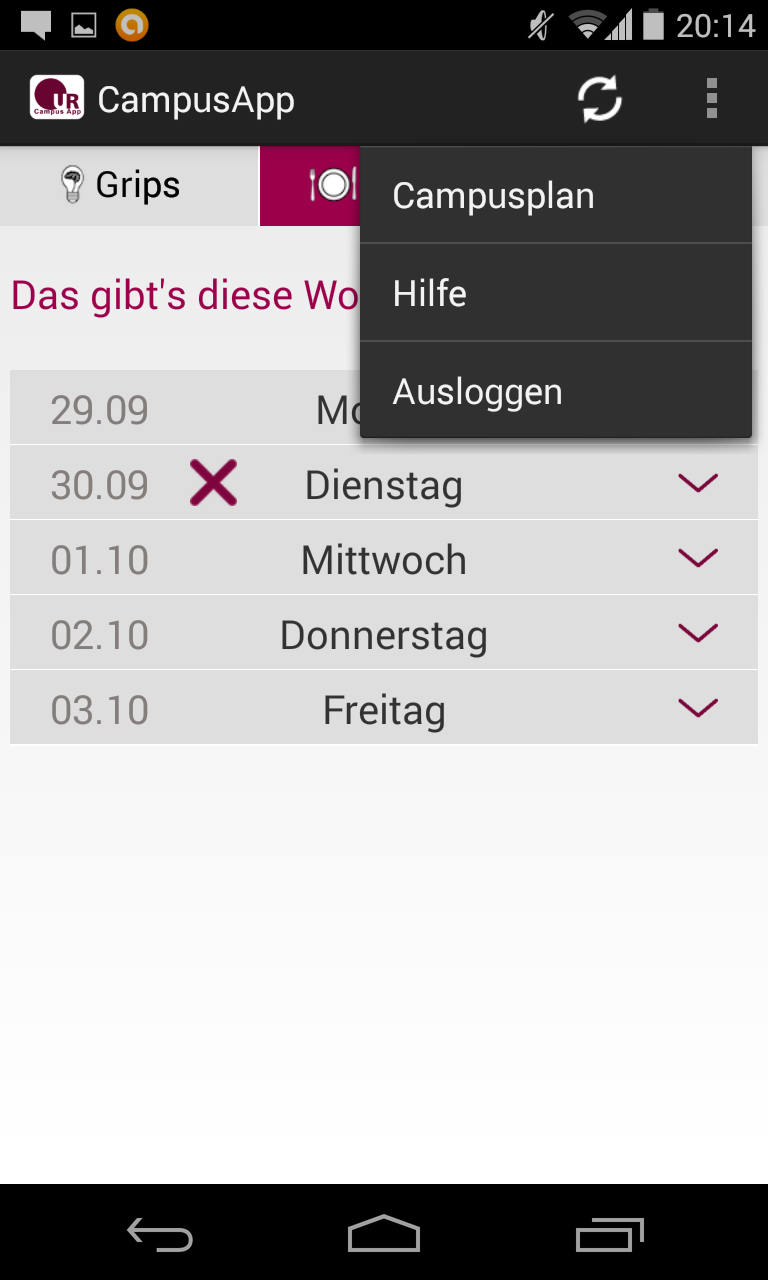 20:14
UR
Campus App
CampusApp
Grips
Campusplan
Hilfe
Ausloggen
Das gibt's diese Wo
29.09 Mo
30.09 Dienstag
01.10 Mittwoch
02.10 Donnerstag
03.10 Freitag